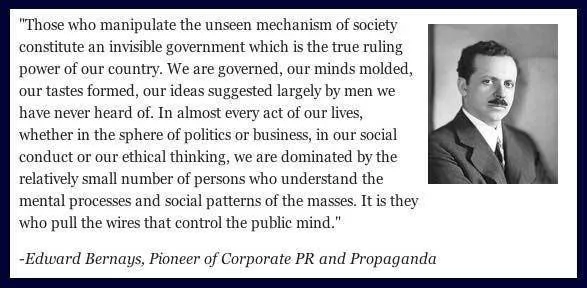 "Those who manipulate the unseen mechanism of society
constitute an invisible government which is the true ruling
power of our country. We are governed, our minds molded,
our tastes formed, our ideas suggested largely by men we
have never heard of. In almost every act of our lives,
whether in the sphere of politics or business, in our social
conduct or our ethical thinking, we are dominated by the
relatively small number of persons who understand the
mental processes and social patterns of the masses. It is they
who pull the wires that control the public mind."
-Edward Bernays, Pioneer of Corporate PR and Propaganda